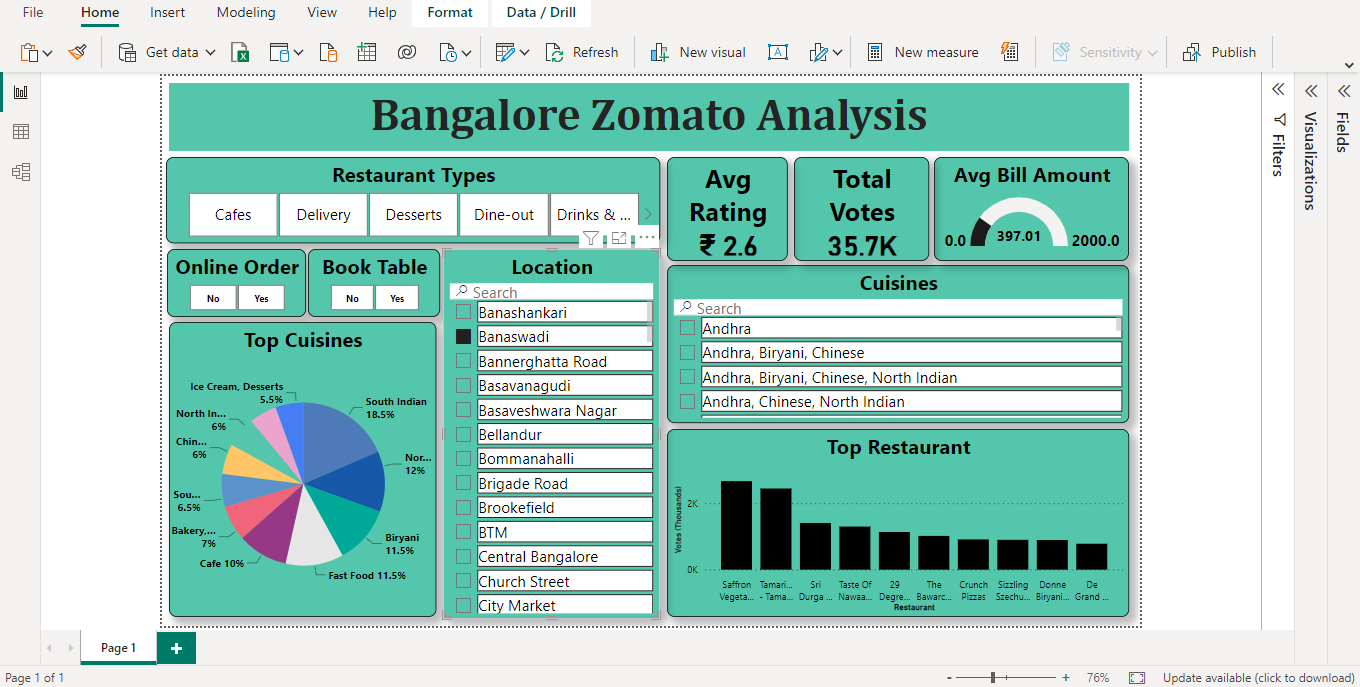 File Home Insert Modeling View Help Format Data / Drill
Get data Refresh New visual New measure Sensitivity Publish
Bangalore Zomato Analysis
Restaurant Types
Cafes Delivery Desserts Dine-out Drinks & ...
Avg
Rating
₹ 2.6
Total
Votes
35.7K
Avg Bill Amount
0.0 397.01 2000.0
Online Order
No Yes
Book Table
No Yes
Location
Search
Banashankari
Banaswadi
Bannerghatta Road
Basavanagudi
Basaveshwara Nagar
Bellandur
Bommanahalli
Brigade Road
Brookefield
BTM
Central Bangalore
Church Street
City Market
Cuisines
Search
Andhra
Andhra, Biryani, Chinese
Andhra, Biryani, Chinese, North Indian
Andhra, Chinese, North Indian
Top Cuisines
Ice Cream, Desserts
5.5%
South Indian
18.5%
North In...
6%
Chin...
6%
Nor...
12%
Sou...
6.5%
Bakery,...
7%
Biryani
11.5%
Cafe 10%
Fast Food 11.5%
Top Restaurant
Votes (Thousands)
2K
0K
Saffron
Vegeta...
Tamari...
- Tama...
Sri
Durga ...
Taste Of
Nawaa...
29
Degre...
The
Bawarc...
Crunch
Pizzas
Sizzling
Szechu...
Donne
Biryani...
De
Grand ...
Restaurant
Filters
Visualizations
Fields
Page 1
Page 1 of 1
- + 76% Update available (click to download)